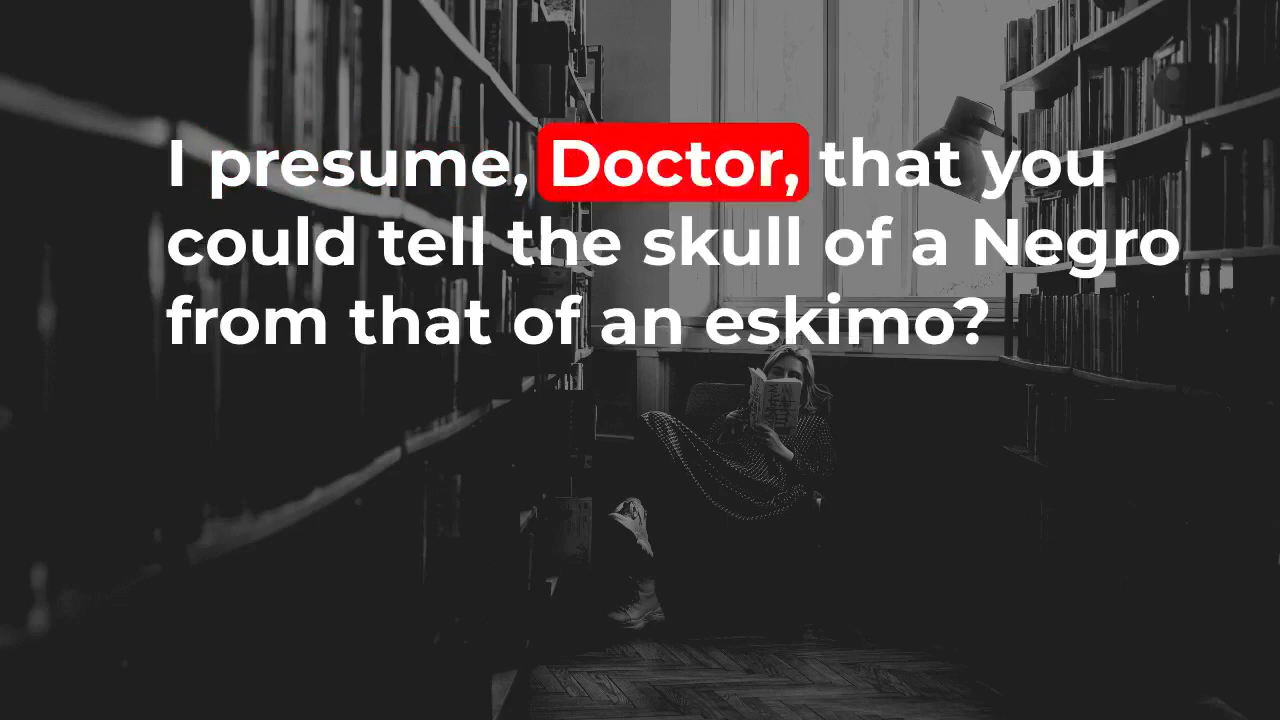 I presume, Doctor, that you
could tell the skull of a Negro
from that of an eskimo?